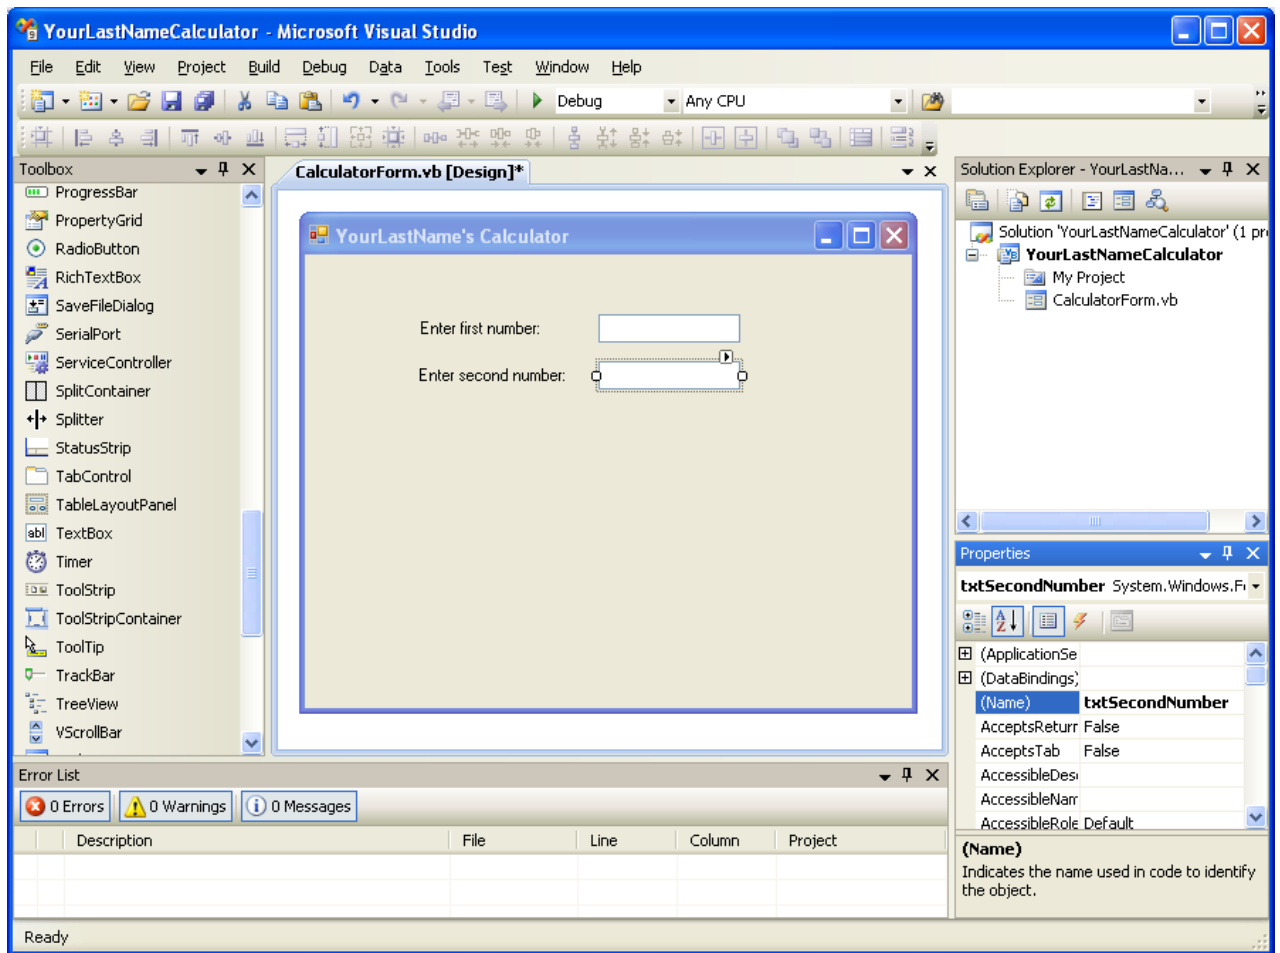 YourLastNameCalculator - Microsoft Visual Studio
File Edit View Project Build Debug Data Tools Test Window Help
Debug Any CPU
Toolbox
ProgressBar
PropertyGrid
RadioButton
RichTextBox
SaveFileDialog
SerialPort
ServiceController
SplitContainer
Splitter
StatusStrip
TabControl
TableLayoutPanel
abl TextBox
Timer
ToolStrip
ToolStripContainer
ToolTip
TrackBar
TreeView
VScrollBar
CalculatorForm.vb [Design]*
YourLastName's Calculator
Enter first number:
Enter second number:
Solution Explorer - YourLastNa...
Solution 'YourLastNameCalculator' (1 pr
YourLastNameCalculator
My Project
CalculatorForm.vb
Properties
txtSecondNumber System.Windows.F
(ApplicationSe
(DataBindings)
(Name) txtSecondNumber
AcceptsReturr False
AcceptsTab False
AccessibleDes
AccessibleNam
AccessibleRole Default
(Name)
Indicates the name used in code to identify
the object.
Error List
0 Errors 0 Warnings 0 Messages
Description File Line Column Project
Ready